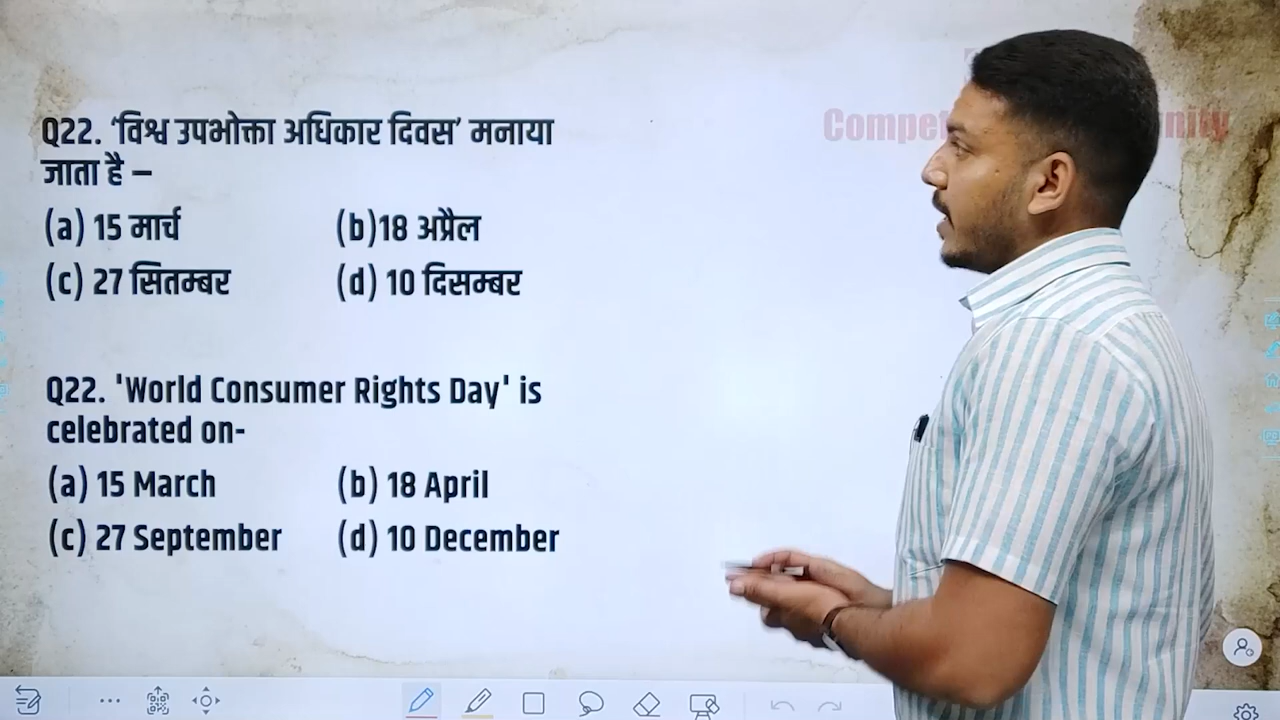 Q22. ‘विश्व उपभोक्ता अधिकार दिवस’ मनाया
जाता है –
(a) 15 मार्च (b)18 अप्रैल
(c) 27 सितम्बर (d) 10 दिसम्बर
Q22. 'World Consumer Rights Day' is
celebrated on-
(a) 15 March (b) 18 April
(c) 27 September (d) 10 December